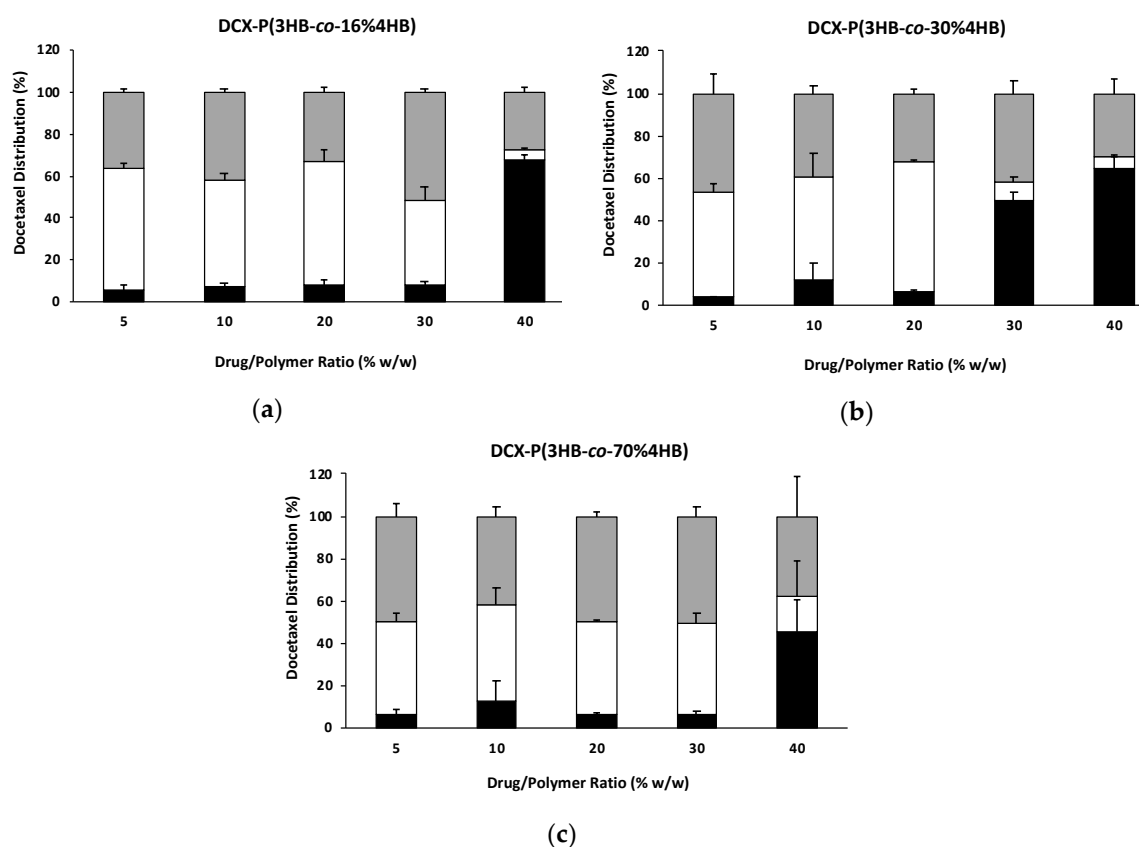 DCX-P(3HB-co-16%4HB)
Docetaxel Distribution (%)
120
100
80
60
40
20
0
5 10 20 30 40
Drug/Polymer Ratio (% w/w)
(a)
DCX-P(3HB-co-30%4HB)
Docetaxel Distribution (%)
120
100
80
60
40
20
0
5 10 20 30 40
Drug/Polymer Ratio (% w/w)
(b)
DCX-P(3HB-co-70%4HB)
Docetaxel Distribution (%)
120
100
80
60
40
20
0
5 10 20 30 40
Drug/Polymer Ratio (% w/w)
(c)